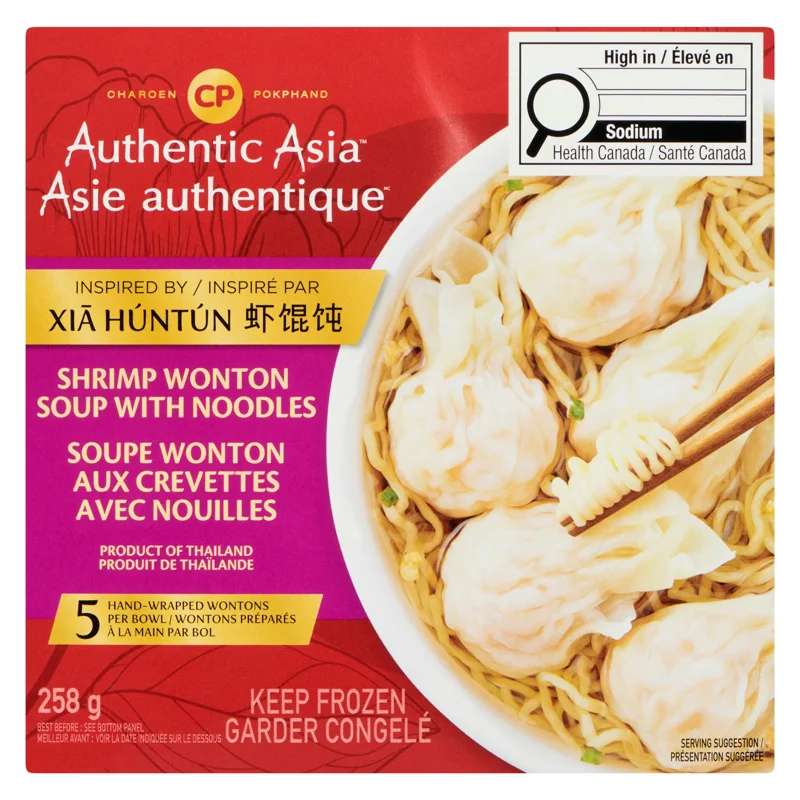 High in / Élevé en
Sodium
Health Canada / Santé Canada
CHAROEN CP POKPHAND
Authentic Asia™
Asie authentique MC
INSPIRED BY / INSPIRÉ PAR
XIĀ HÚNTÚN 虾馄饨
SHRIMP WONTON
SOUP WITH NOODLES
SOUPE WONTON
AUX CREVETTES
AVEC NOUILLES
PRODUCT OF THAILAND
PRODUIT DE THAÏLANDE
5 HAND-WRAPPED WONTONS
PER BOWL / WONTONS PRÉPARÉS
À LA MAIN PAR BOL
258 g
BEST BEFORE : SEE BOTTOM PANEL
MEILLEUR AVANT : VOIR LA DATE INDIQUÉE SUR LE DESSOUS
KEEP FROZEN
GARDER CONGELÉ
SERVING SUGGESTION /
PRÉSENTATION SUGGÉRÉE